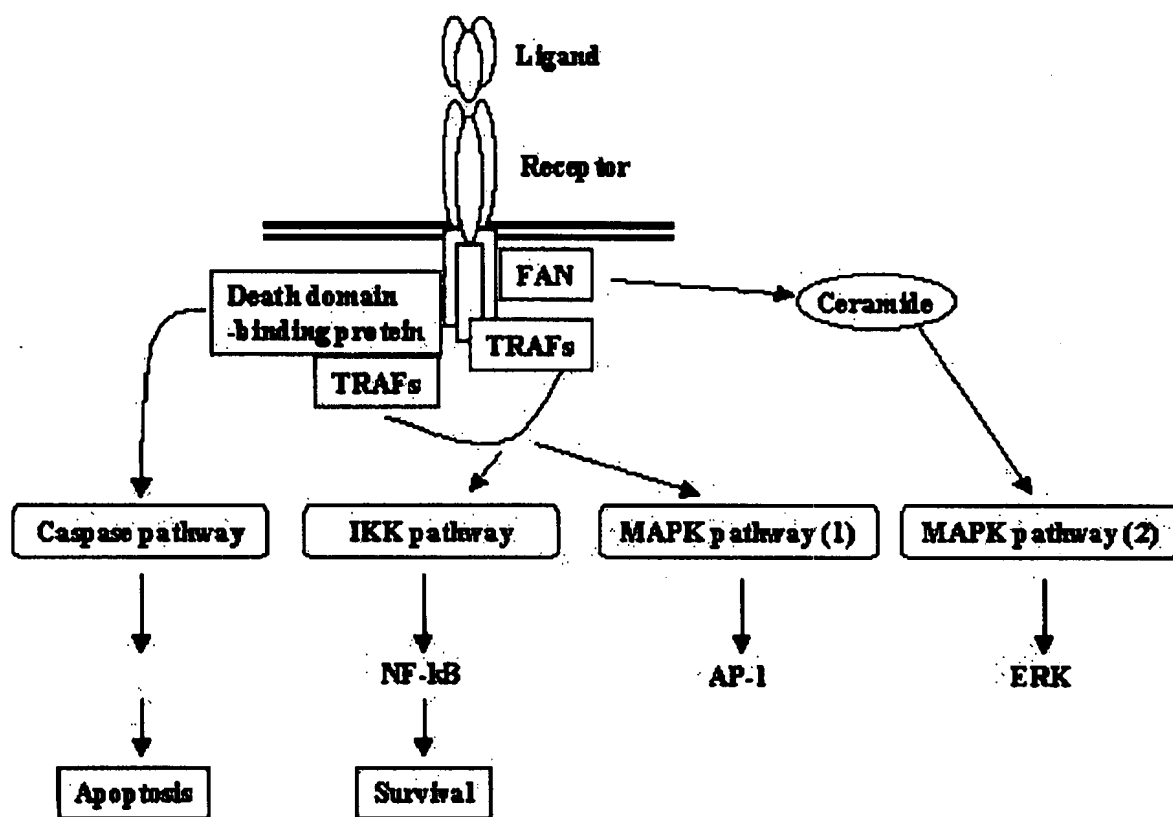 Ligand
Receptor
FAN
Death domain
-binding protein
Ceramide
TRAFs
TRAFs
Caspase pathway
IKK pathway
MAPK pathway (1)
MAPK pathway (2)
NF-kB
AP-1
ERK
Apoptosis
Survival